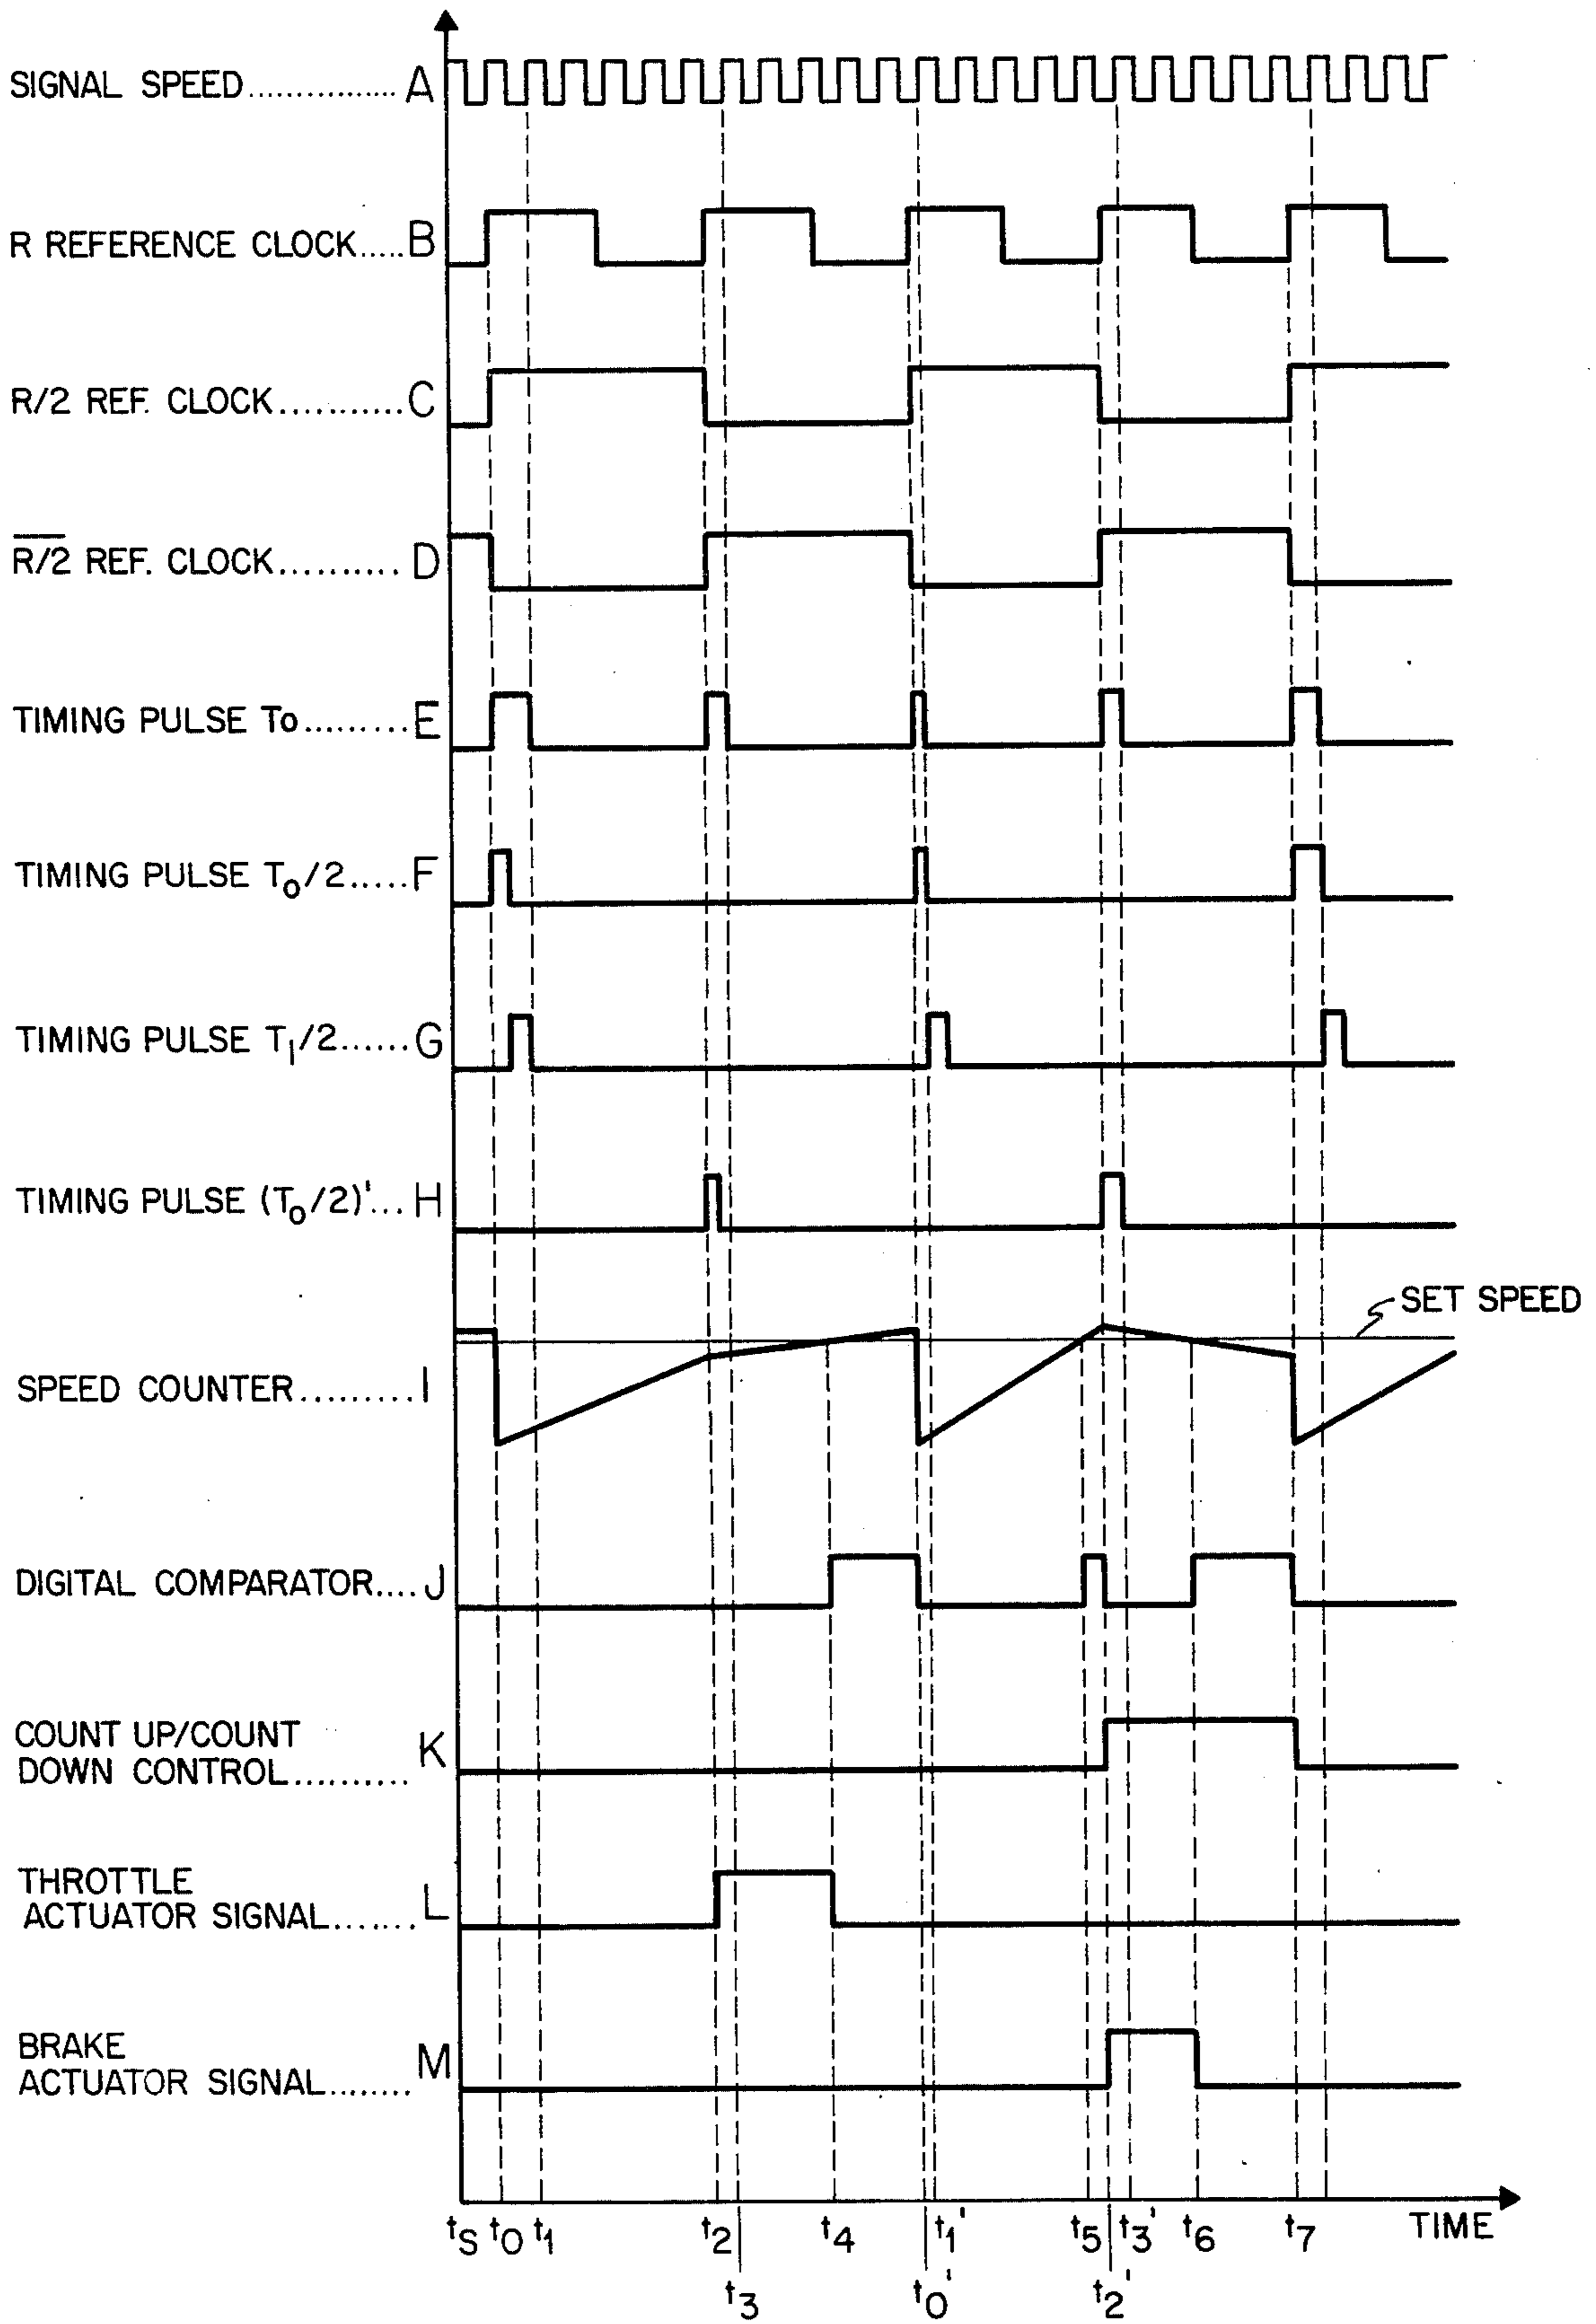 SIGNAL SPEED................ A
R REFERENCE CLOCK..... B
R/2 REF. CLOCK........... C
R/2 REF. CLOCK.......... D
TIMING PULSE To......... E
TIMING PULSE T0/2..... F
TIMING PULSE T1/2...... G
TIMING PULSE (T0/2)'... H
SET SPEED
SPEED COUNTER......... I
DIGITAL COMPARATOR.... J
COUNT UP/COUNT
DOWN CONTROL........... K
THROTTLE
ACTUATOR SIGNAL....... L
BRAKE
ACTUATOR SIGNAL........ M
tS t0 t1 t2 t4 t1' t5 t3' t6 t7 TIME
t3 t0' t2'